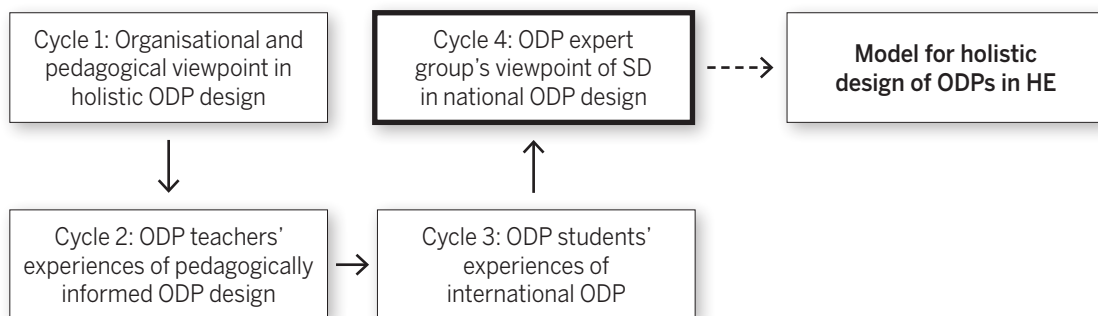 Cycle 1: Organisational and
pedagogical viewpoint in
holistic ODP design
Cycle 2: ODP teachers’
experiences of pedagogically
informed ODP design
Cycle 3: ODP students’
experiences of
international ODP
Cycle 4: ODP expert
group’s viewpoint of SD
in national ODP design
Model for holistic
design of ODPs in HE